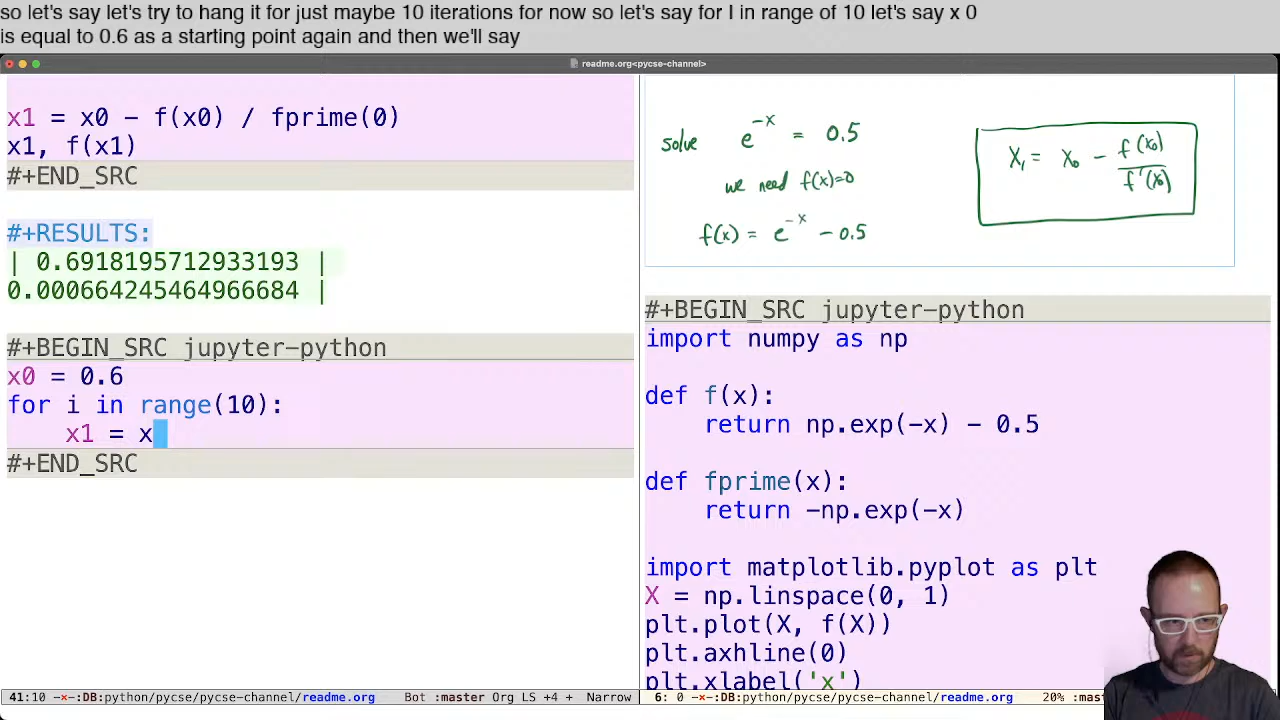 so let's say let's try to hang it for just maybe 10 iterations for now so let's say for I in range of 10 let's say x 0
is equal to 0.6 as a starting point again and then we'll say
readme.org<pycse-channel>
x1 = x0 - f(x0) / fprime(0)
x1, f(x1)
#+END_SRC
#+RESULTS:
| 0.6918195712933193 |
0.000664245464966684 |
#+BEGIN_SRC jupyter-python
x0 = 0.6
for i in range(10):
    x1 = x
#+END_SRC
41:10 -×-:DB:python/pycse/pycse-channel/readme.org Bot :master Org LS +4 + Narrow
solve e^-x = 0.5
we need f(x)=0
f(x) = e^-x - 0.5
X1 = X0 - f(X0) / f'(X0)
#+BEGIN_SRC jupyter-python
import numpy as np
def f(x):
    return np.exp(-x) - 0.5
def fprime(x):
    return -np.exp(-x)
import matplotlib.pyplot as plt
X = np.linspace(0, 1)
plt.plot(X, f(X))
plt.axhline(0)
plt.xlabel('x')
6: 0 -×-:DB:python/pycse/pycse-channel/readme.org 20% :mas